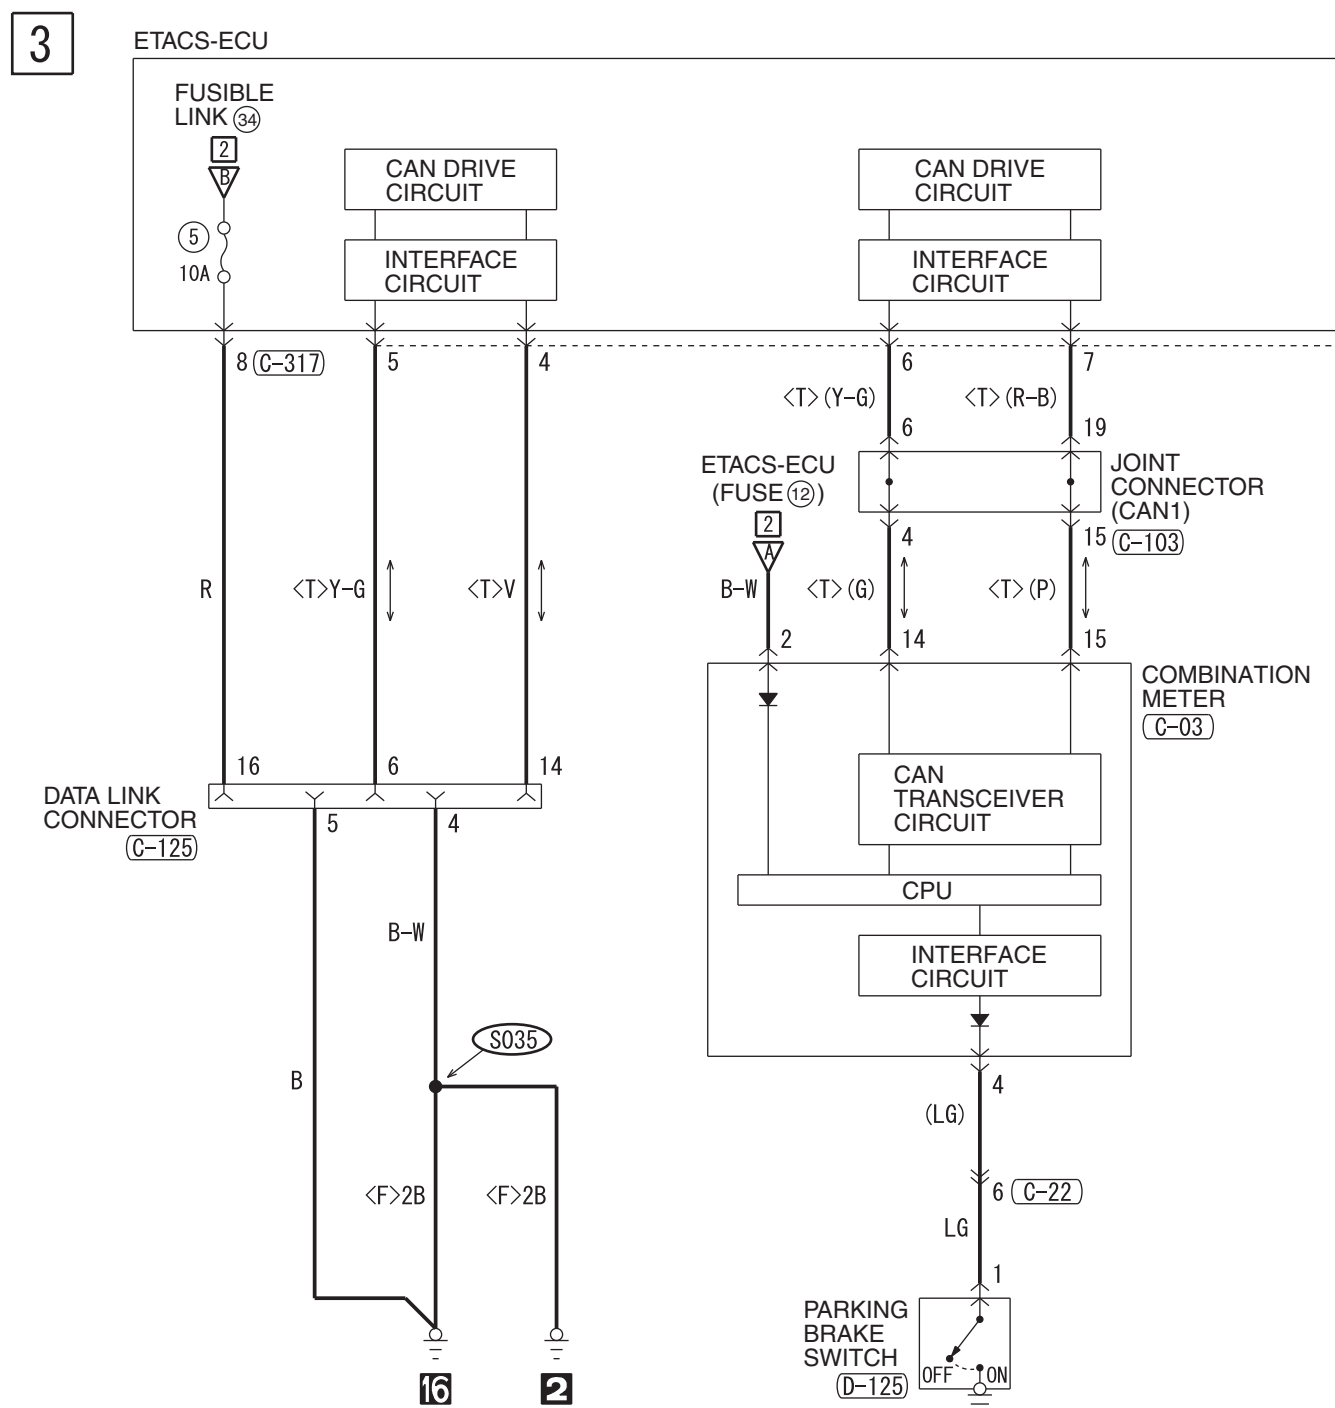 3
ETACS-ECU
FUSIBLE
LINK 34
2
B
5
10A
CAN DRIVE
CIRCUIT
INTERFACE
CIRCUIT
CAN DRIVE
CIRCUIT
INTERFACE
CIRCUIT
8 C-317
5
4
6
7
<T>(Y-G)
<T>(R-B)
6
19
ETACS-ECU
(FUSE 12)
2
A
JOINT
CONNECTOR
(CAN1)
C-103
4
15
R
<T>Y-G
<T>V
B-W
<T>(G)
<T>(P)
2
14
15
COMBINATION
METER
C-03
16
6
14
DATA LINK
CONNECTOR
C-125
5
4
CAN
TRANSCEIVER
CIRCUIT
CPU
INTERFACE
CIRCUIT
B-W
S035
B
<F>2B
<F>2B
16
2
4
(LG)
6 C-22
LG
1
PARKING
BRAKE
SWITCH
D-125
OFF
ON